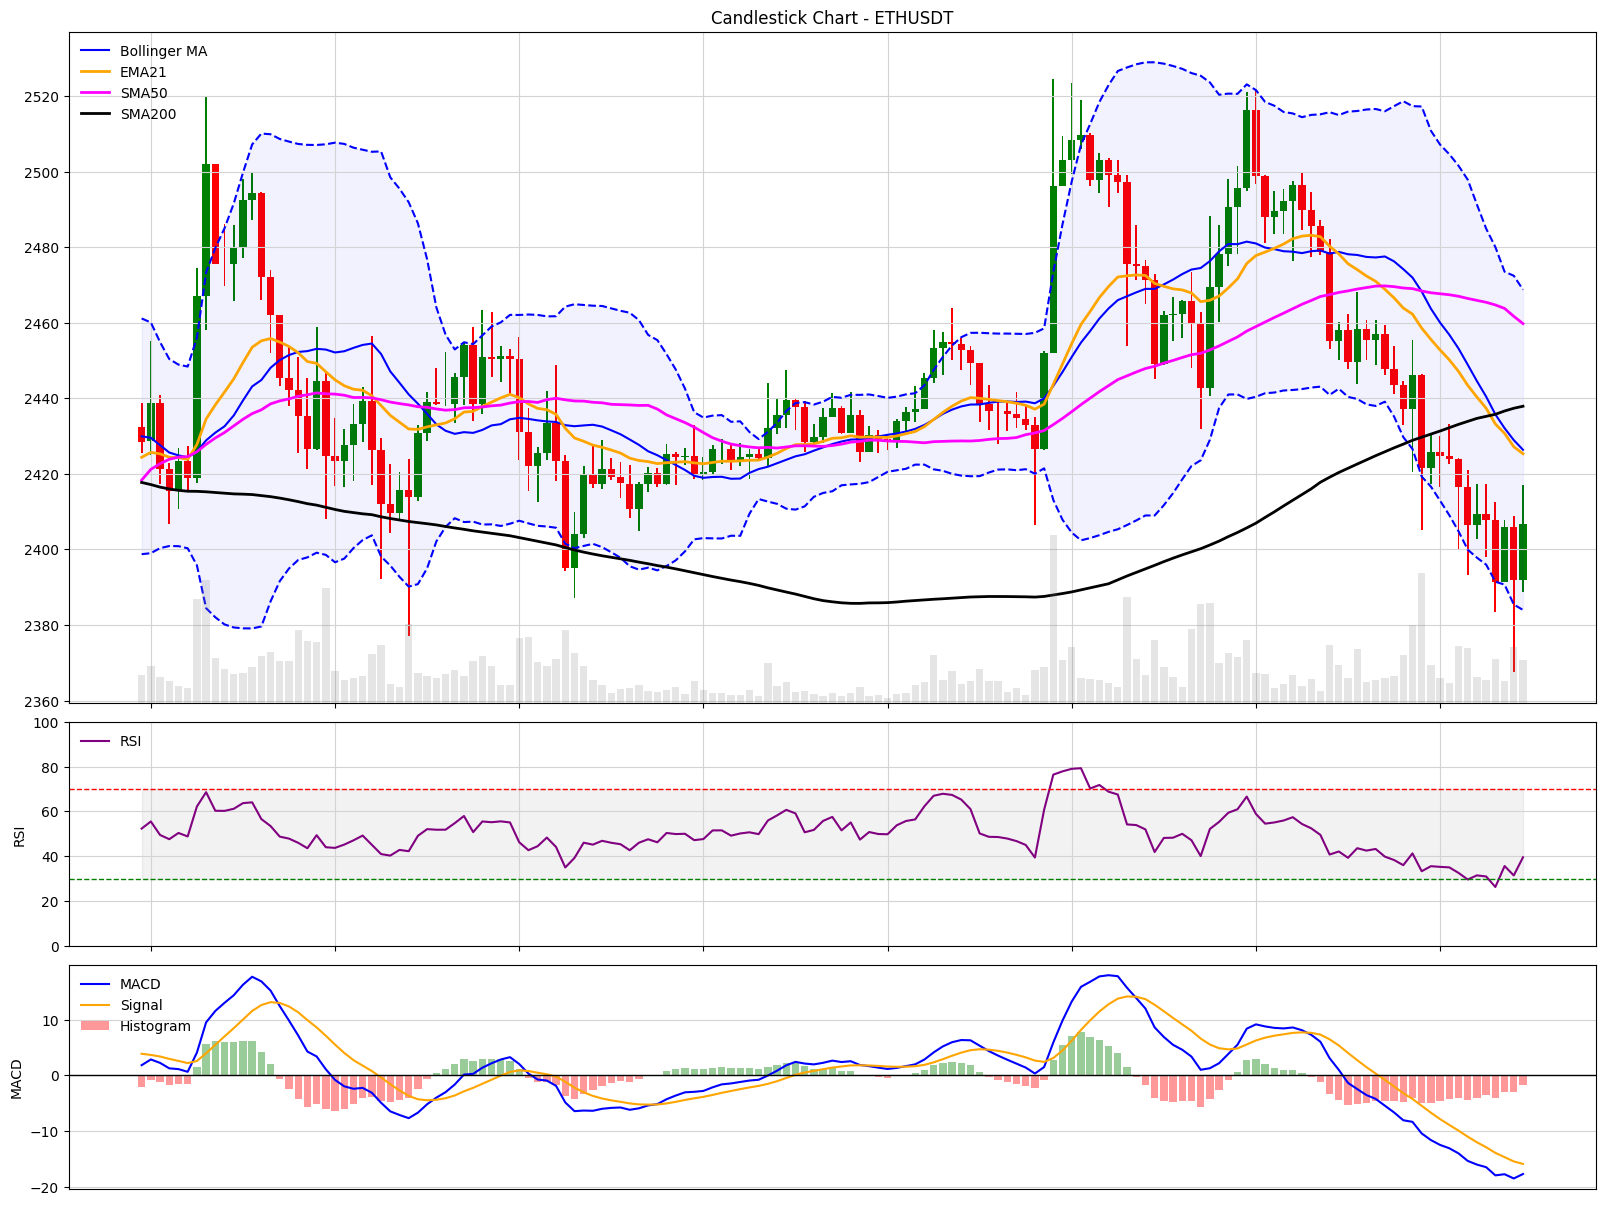 Candlestick Chart - ETHUSDT
Bollinger MA
EMA21
SMA50
SMA200
2520
2500
2480
2460
2440
2420
2400
2380
2360
RSI
RSI
100
80
60
40
20
0
MACD
Signal
Histogram
MACD
10
0
−10
−20